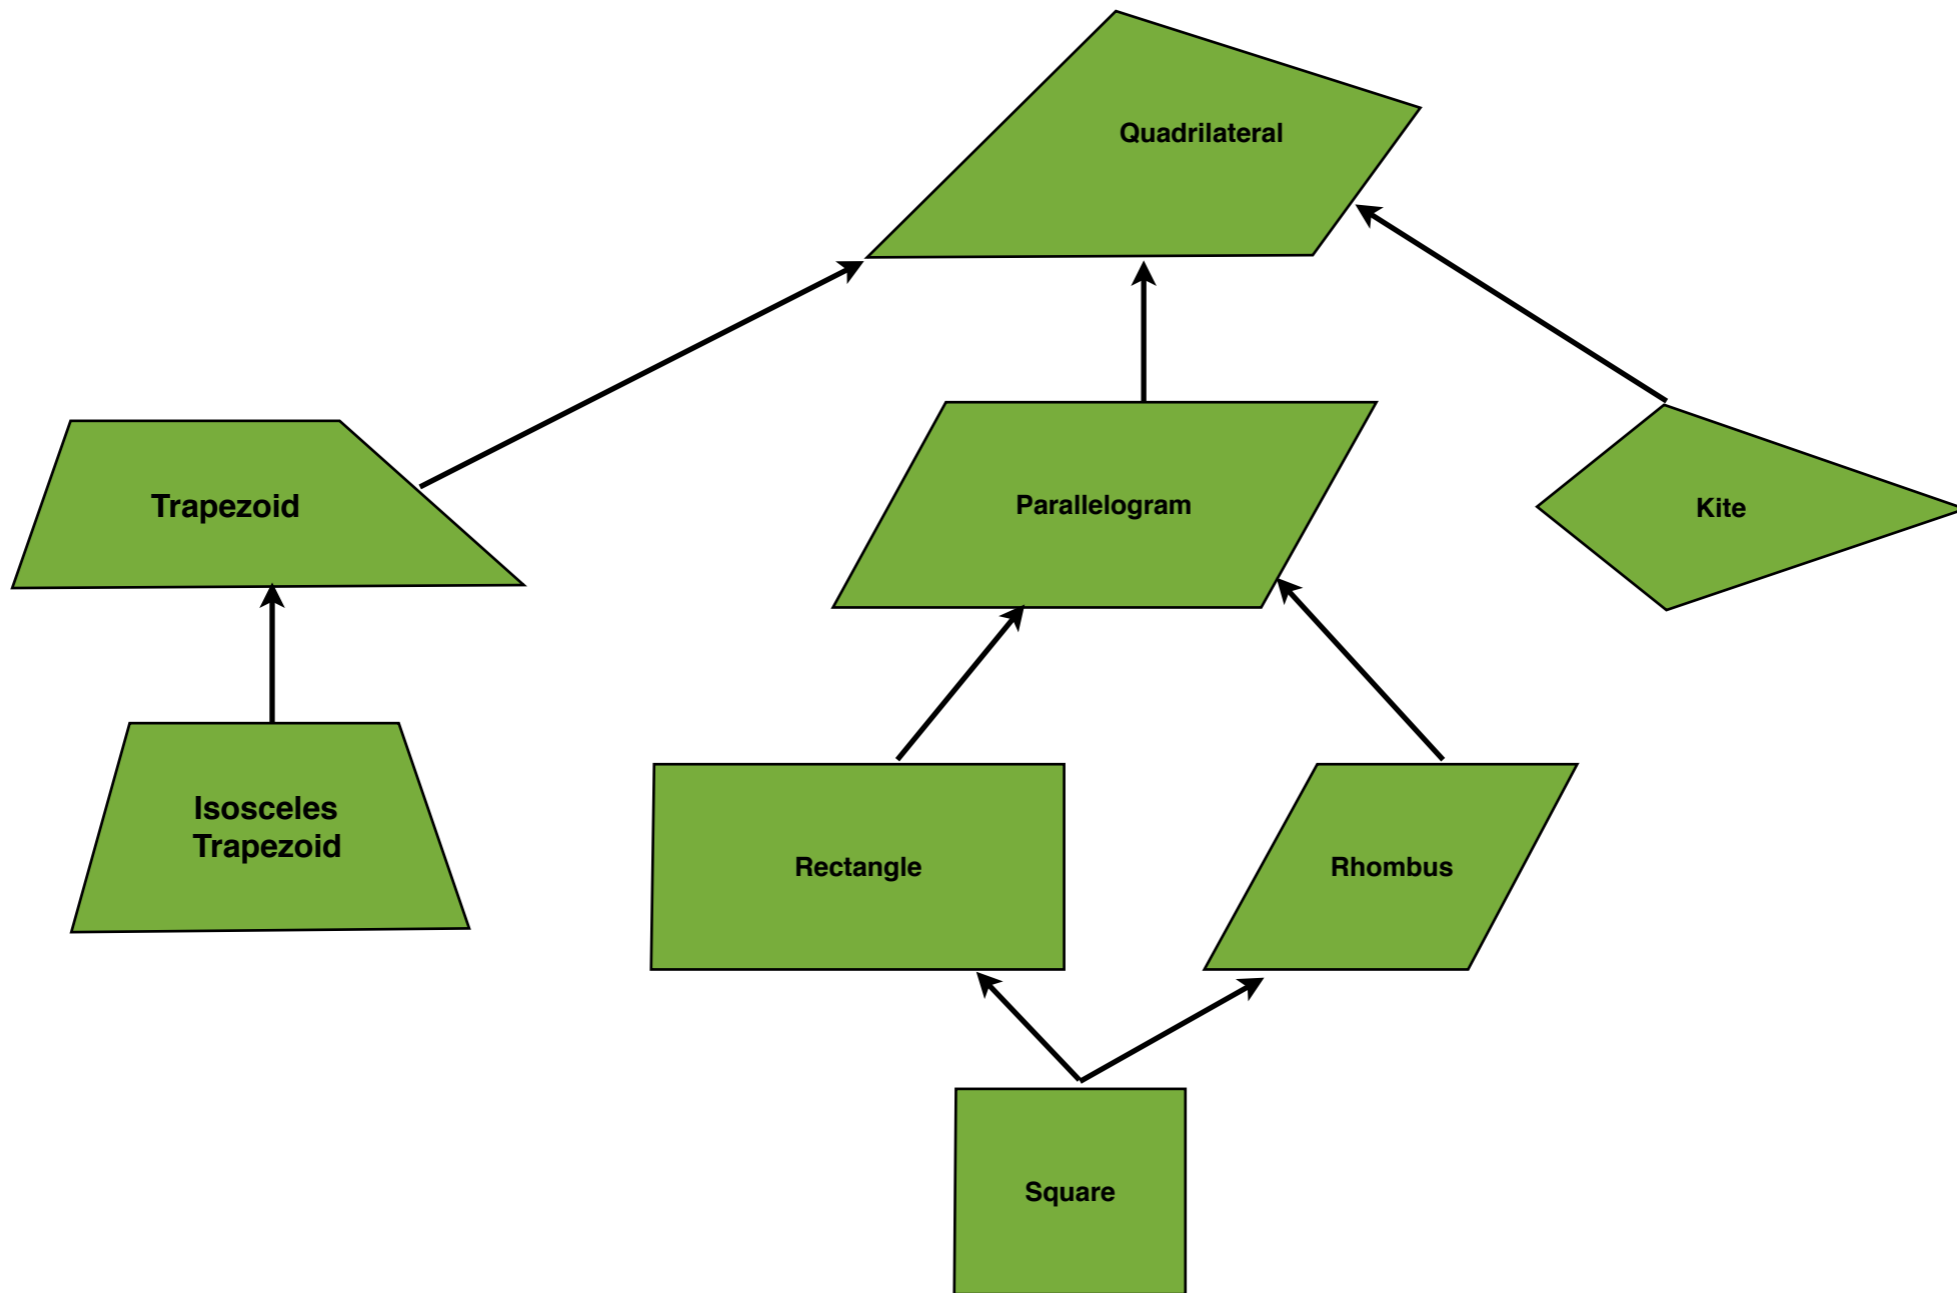 Quadrilateral
Trapezoid
Parallelogram
Kite
Isosceles
Trapezoid
Rectangle
Rhombus
Square